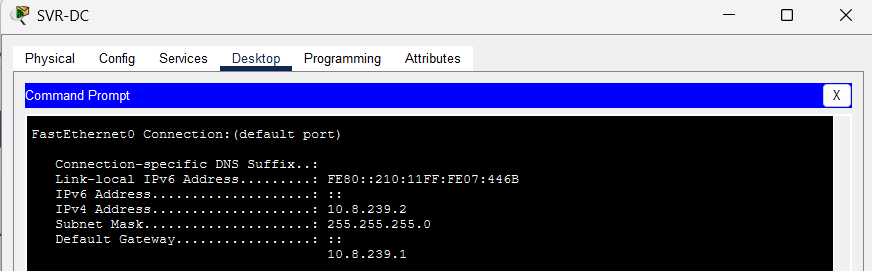 SVR-DC
Physical Config Services Desktop Programming Attributes
Command Prompt X
FastEthernet0 Connection:(default port)
Connection-specific DNS Suffix..:
Link-local IPv6 Address.........: FE80::210:11FF:FE07:446B
IPv6 Address....................: ::
IPv4 Address....................: 10.8.239.2
Subnet Mask.....................: 255.255.255.0
Default Gateway.................: ::
10.8.239.1